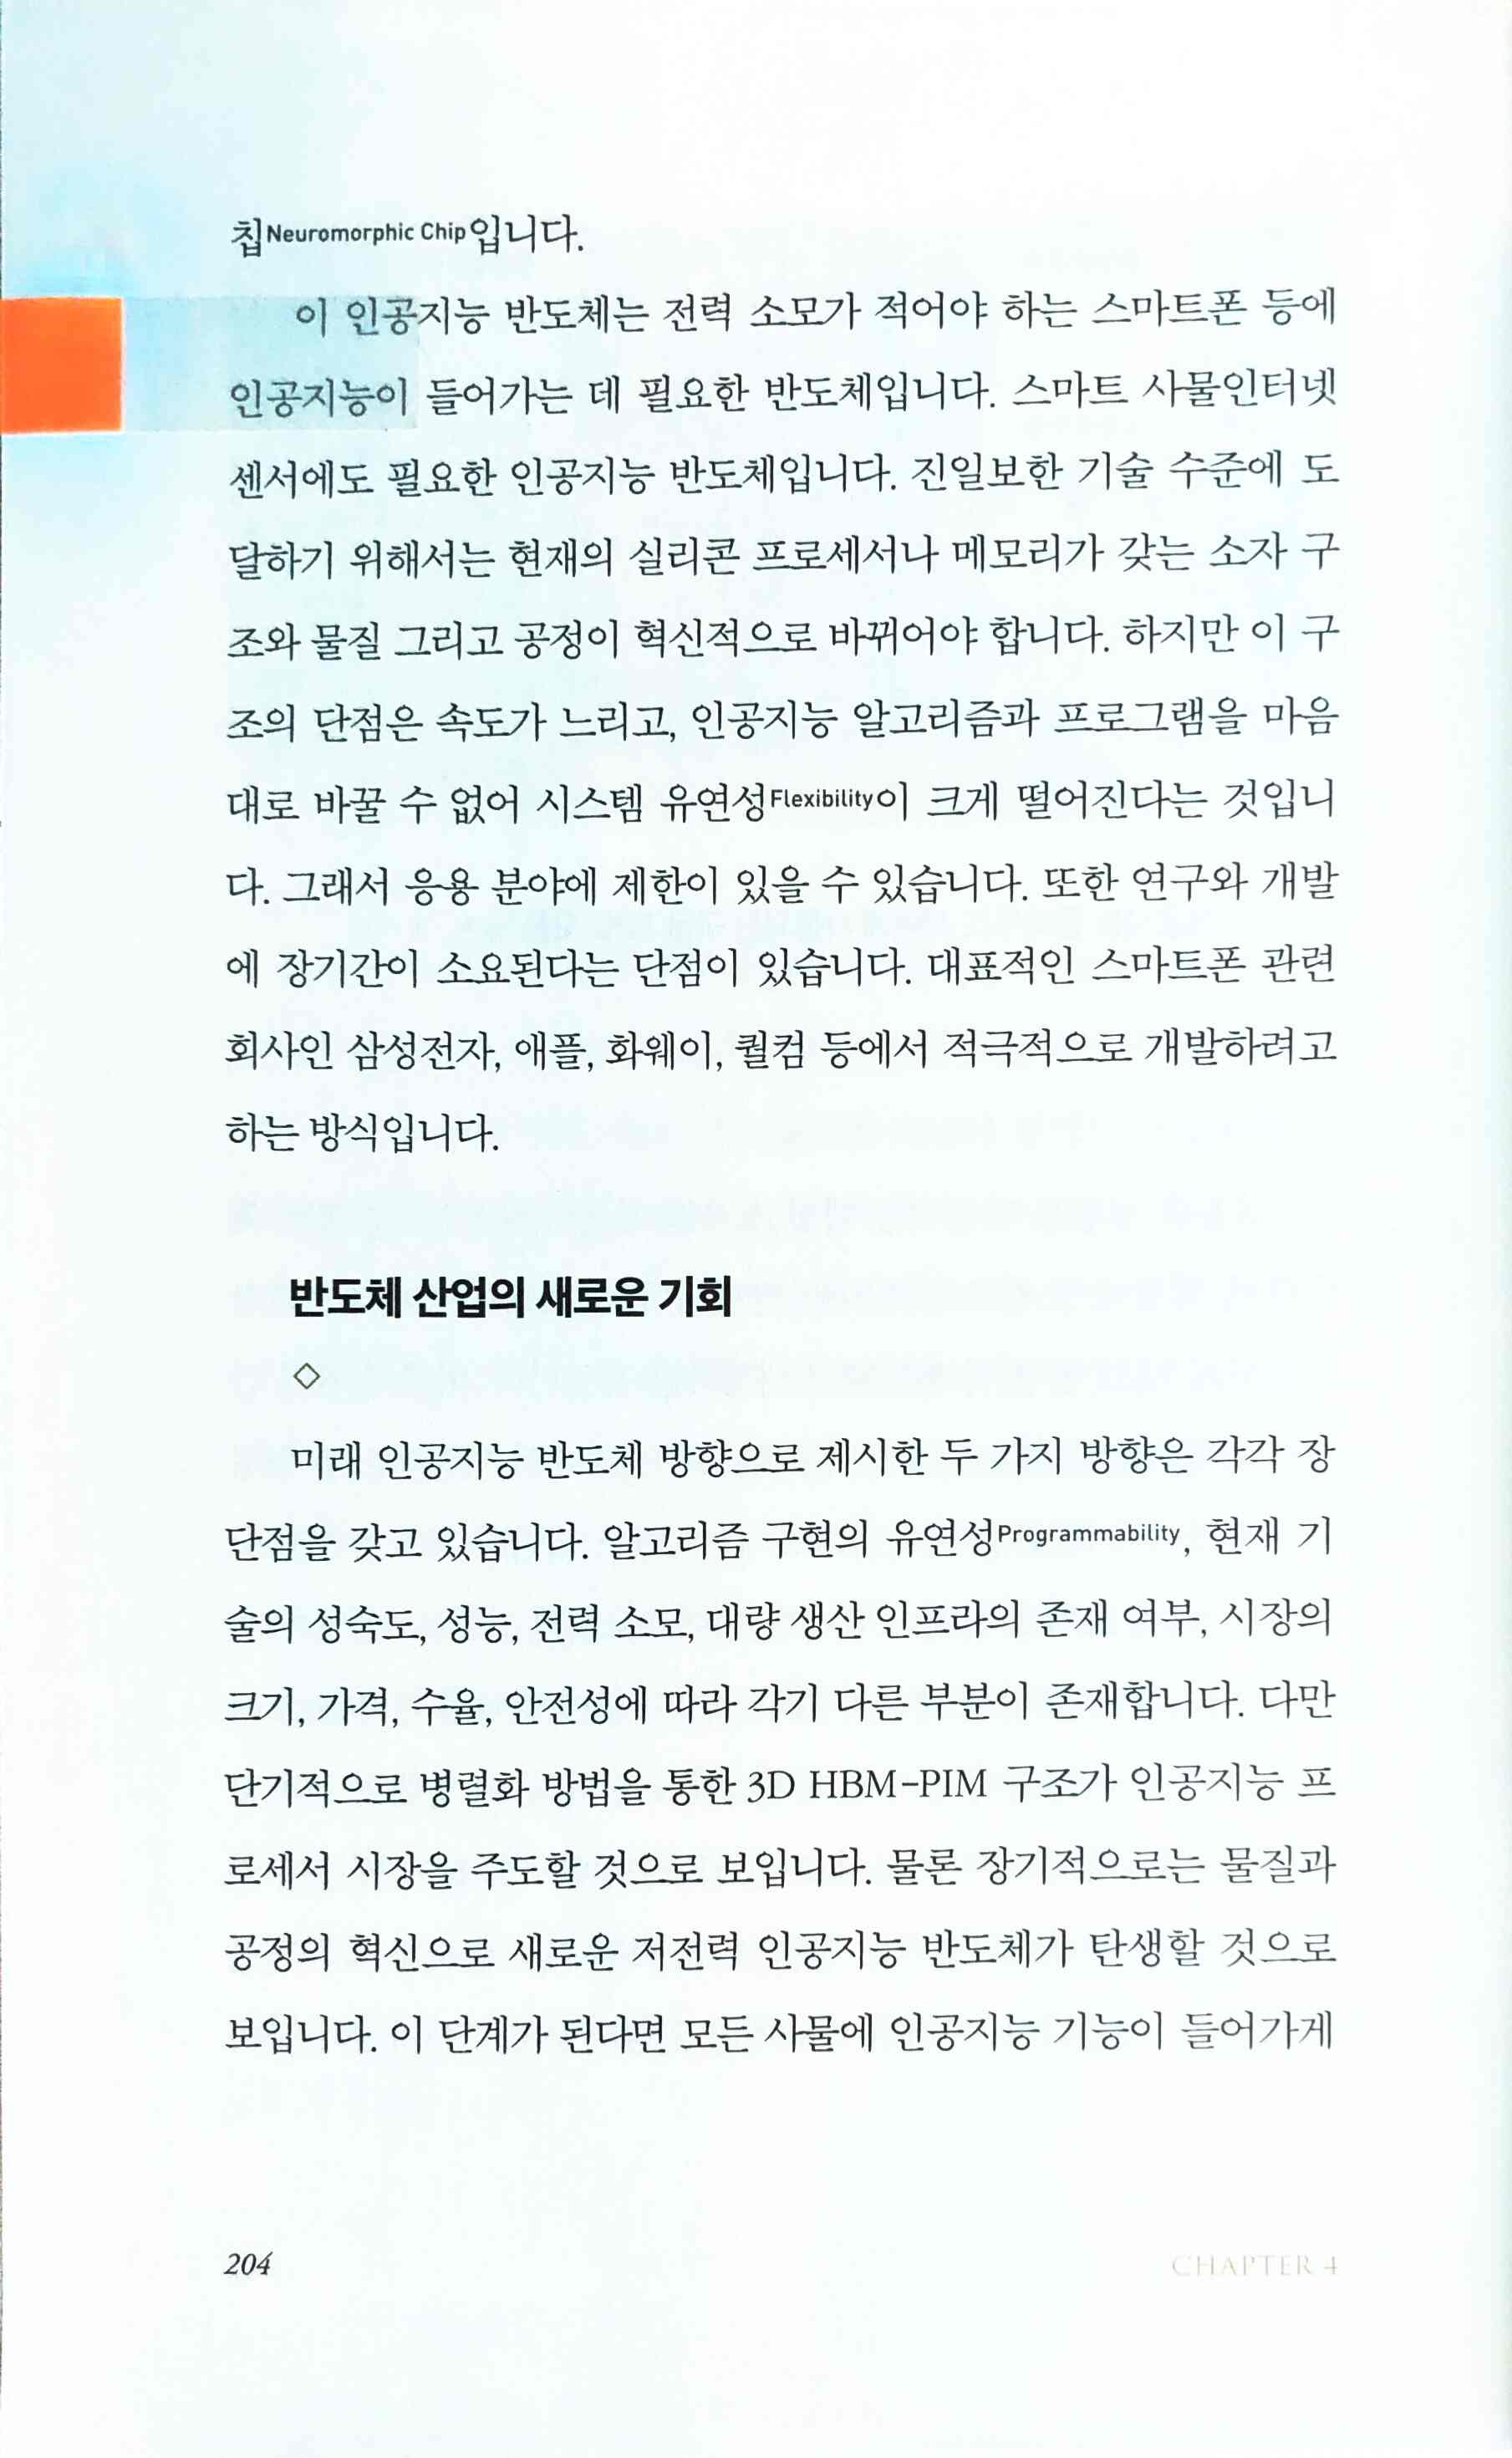 칩Neuromorphic Chip입니다.
이 인공지능 반도체는 전력 소모가 적어야 하는 스마트폰 등에
인공지능이 들어가는 데 필요한 반도체입니다. 스마트 사물인터넷
센서에도 필요한 인공지능 반도체입니다. 진일보한 기술 수준에 도
달하기 위해서는 현재의 실리콘 프로세서나 메모리가 갖는 소자 구
조와 물질 그리고 공정이 혁신적으로 바뀌어야 합니다. 하지만 이 구
조의 단점은 속도가 느리고, 인공지능 알고리즘과 프로그램을 마음
대로 바꿀 수 없어 시스템 유연성Flexibility이 크게 떨어진다는 것입니
다. 그래서 응용 분야에 제한이 있을 수 있습니다. 또한 연구와 개발
에 장기간이 소요된다는 단점이 있습니다. 대표적인 스마트폰 관련
회사인 삼성전자, 애플, 화웨이, 퀄컴 등에서 적극적으로 개발하려고
하는 방식입니다.
반도체 산업의 새로운 기회
◇
미래 인공지능 반도체 방향으로 제시한 두 가지 방향은 각각 장
단점을 갖고 있습니다. 알고리즘 구현의 유연성Programmability, 현재 기
술의 성숙도, 성능, 전력 소모, 대량 생산 인프라의 존재 여부, 시장의
크기, 가격, 수율, 안전성에 따라 각기 다른 부분이 존재합니다. 다만
단기적으로 병렬화 방법을 통한 3D HBM-PIM 구조가 인공지능 프
로세서 시장을 주도할 것으로 보입니다. 물론 장기적으로는 물질과
공정의 혁신으로 새로운 저전력 인공지능 반도체가 탄생할 것으로
보입니다. 이 단계가 된다면 모든 사물에 인공지능 기능이 들어가게
204
CHAPTER 4